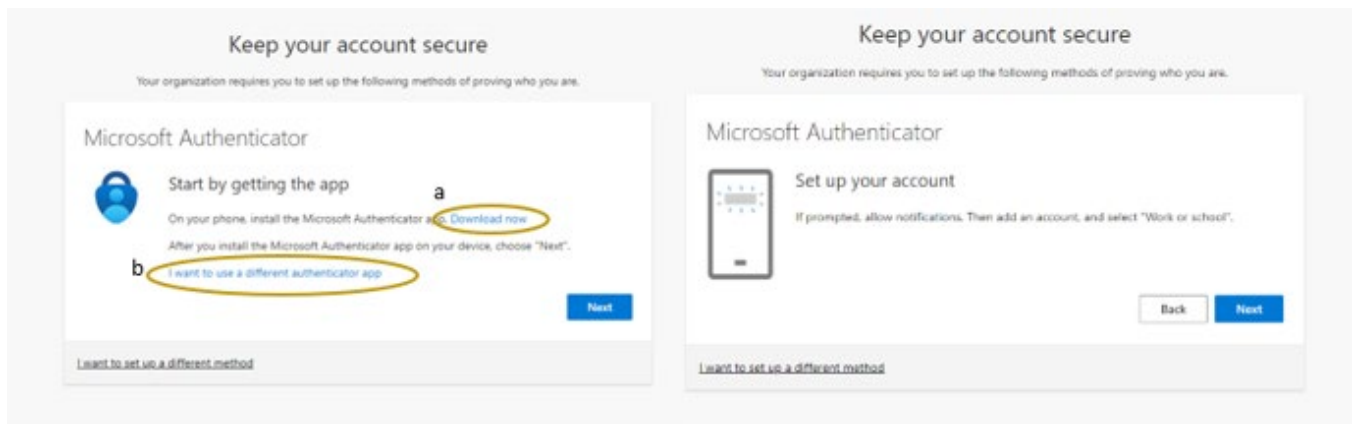 Keep your account secure
Your organization requires you to set up the following methods of proving who you are.
Microsoft Authenticator
Start by getting the app
a
On your phone, install the Microsoft Authenticator app. Download now
After you install the Microsoft Authenticator app on your device, choose "Next".
b
I want to use a different authenticator app
Next
I want to set up a different method
Keep your account secure
Your organization requires you to set up the following methods of proving who you are.
Microsoft Authenticator
Set up your account
If prompted, allow notifications. Then add an account, and select "Work or school".
Back
Next
I want to set up a different method